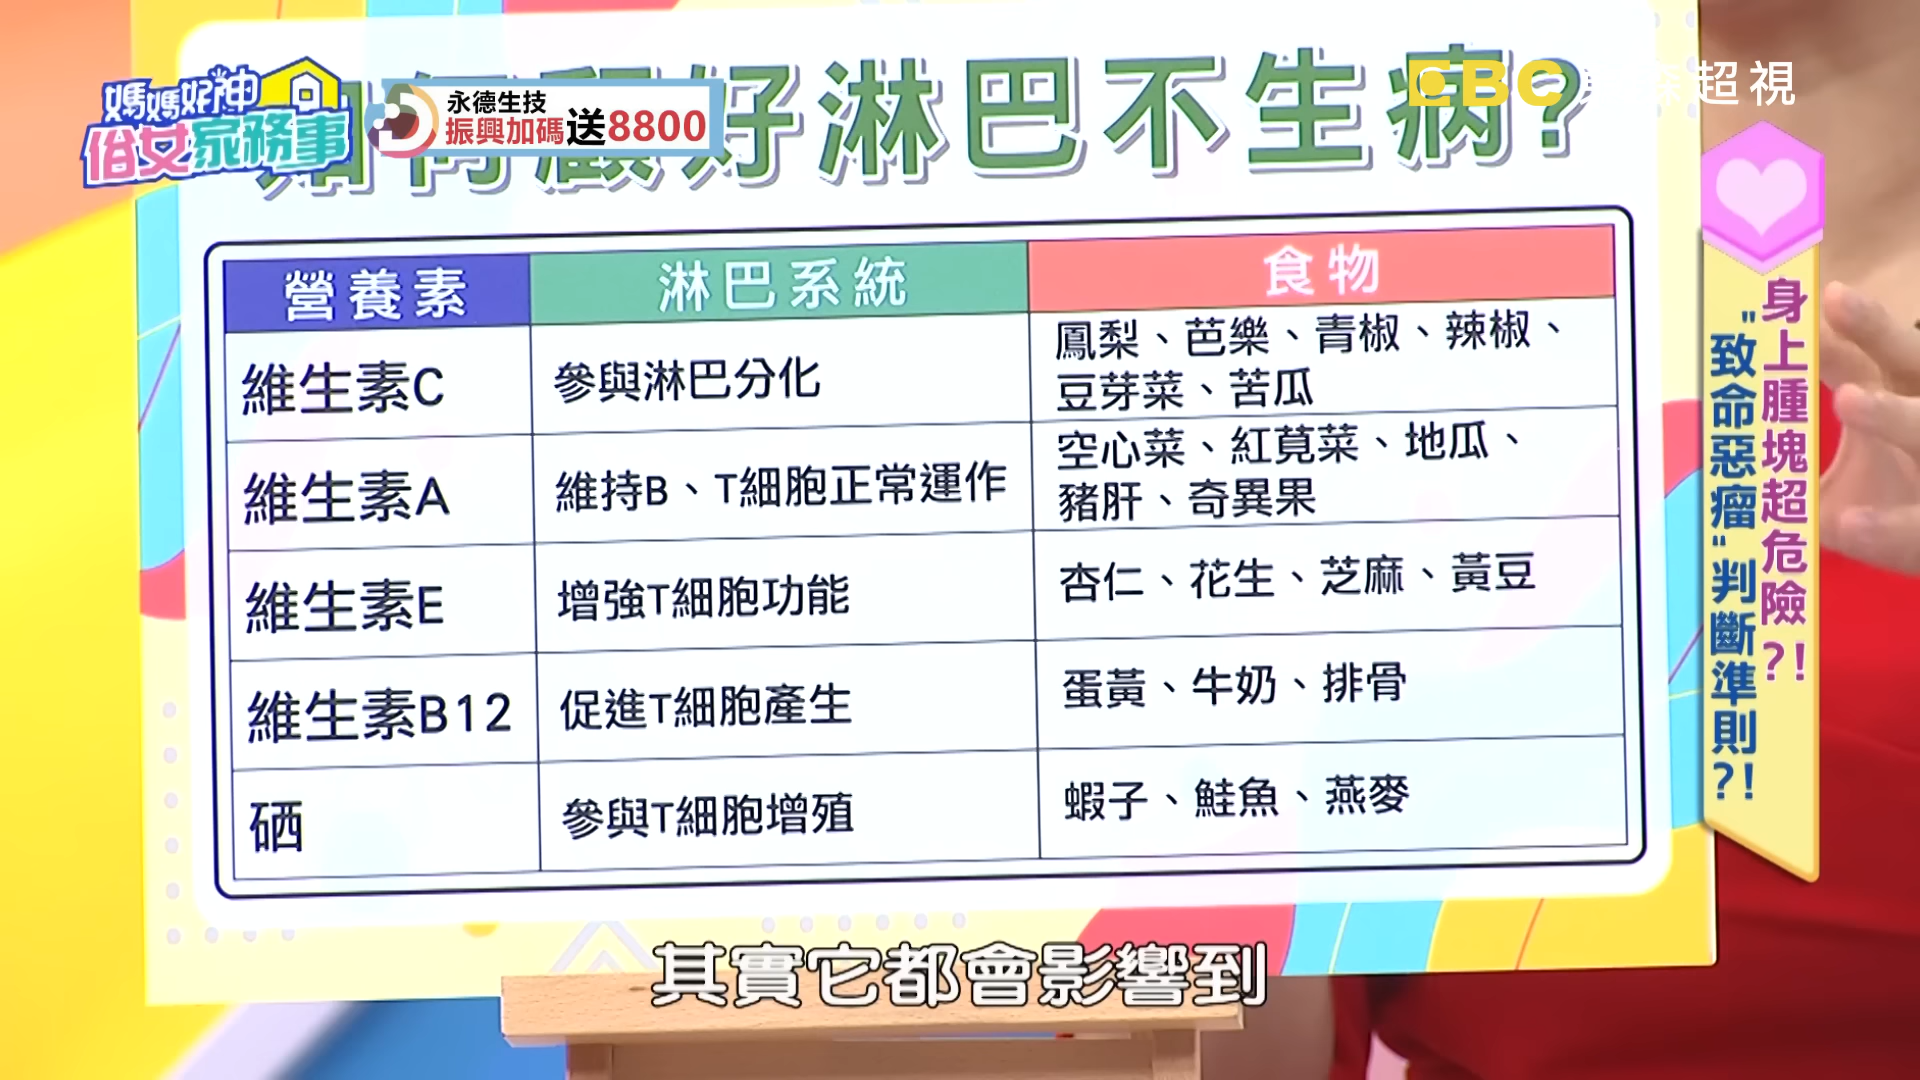 媽媽好神
俗女家務事
永德生技
振興加碼送8800
如何顧好淋巴不生病?
EBC 東森超視
營養素 淋巴系統 食物
維生素C 參與淋巴分化 鳳梨、芭樂、青椒、辣椒、
豆芽菜、苦瓜
維生素A 維持B、T細胞正常運作 空心菜、紅莧菜、地瓜、
豬肝、奇異果
維生素E 增強T細胞功能 杏仁、花生、芝麻、黃豆
維生素B12 促進T細胞產生 蛋黃、牛奶、排骨
硒 參與T細胞增殖 蝦子、鮭魚、燕麥
身上腫塊超危險?!
"致命惡瘤"判斷準則?!
其實它都會影響到